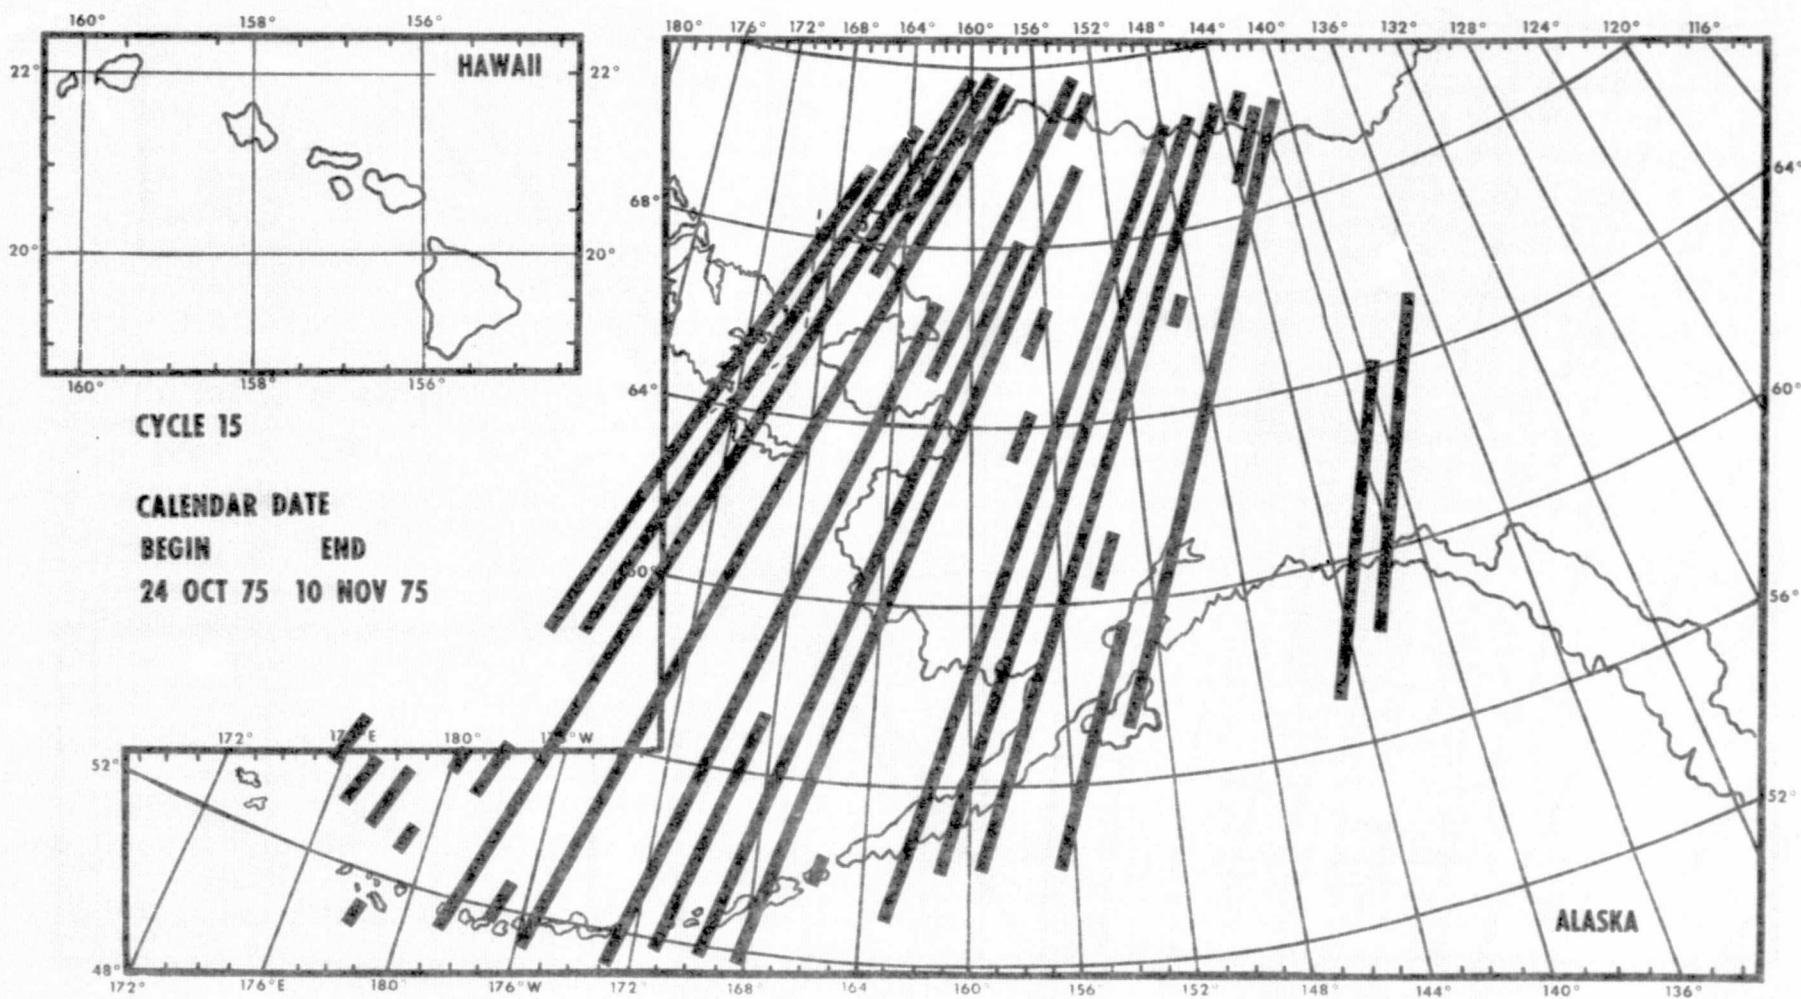 160° 158° 156°
HAWAII
22° 22°
20° 20°
160° 158° 156°
CYCLE 15
CALENDAR DATE
BEGIN END
24 OCT 75 10 NOV 75
180° 176° 172° 168° 164° 160° 156° 152° 148° 144° 140° 136° 132° 128° 124° 120° 116°
68° 64°
64° 60°
60° 56°
172° E 180° W
52° 52°
ALASKA
48°
172° 176°E 180° 176°W 172° 168° 164° 160° 156° 152° 148° 144° 140° 136°